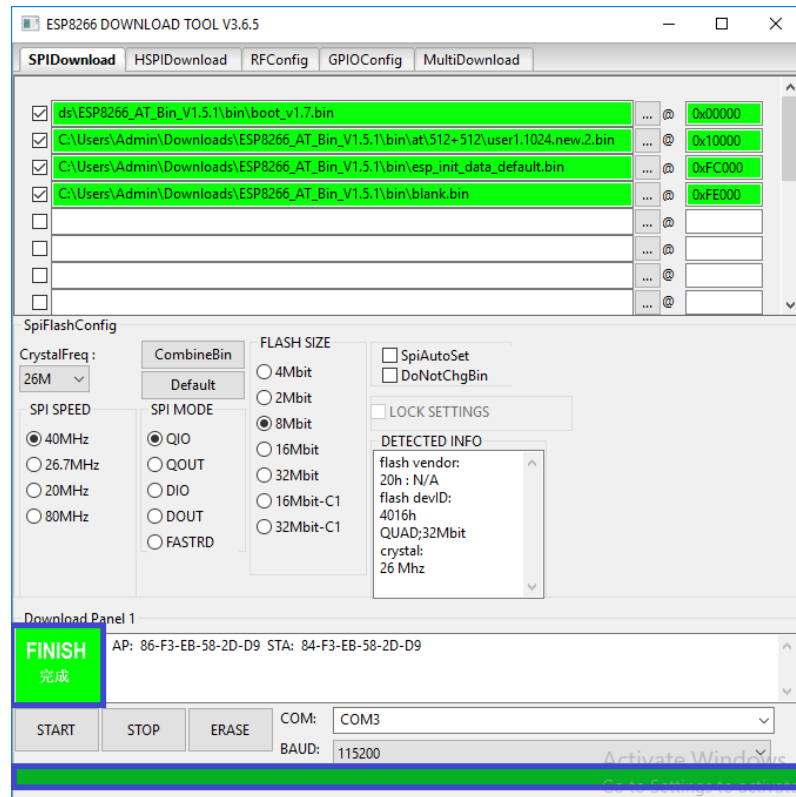 ESP8266 DOWNLOAD TOOL V3.6.5
SPIDownload HSPIDownload RFConfig GPIOConfig MultiDownload
ds\ESP8266_AT_Bin_V1.5.1\bin\boot_v1.7.bin ... @ 0x00000
C:\Users\Admin\Downloads\ESP8266_AT_Bin_V1.5.1\bin\at\512+512\user1.1024.new.2.bin ... @ 0x10000
C:\Users\Admin\Downloads\ESP8266_AT_Bin_V1.5.1\bin\esp_init_data_default.bin ... @ 0xFC000
C:\Users\Admin\Downloads\ESP8266_AT_Bin_V1.5.1\bin\blank.bin ... @ 0xFE000
... @
... @
... @
... @
SpiFlashConfig
CrystalFreq :
26M
CombineBin
Default
SPI SPEED
40MHz
26.7MHz
20MHz
80MHz
SPI MODE
QIO
QOUT
DIO
DOUT
FASTRD
FLASH SIZE
4Mbit
2Mbit
8Mbit
16Mbit
32Mbit
16Mbit-C1
32Mbit-C1
SpiAutoSet
DoNotChgBin
LOCK SETTINGS
DETECTED INFO
flash vendor:
20h : N/A
flash devID:
4016h
QUAD;32Mbit
crystal:
26 Mhz
Download Panel 1
FINISH
完成
AP: 86-F3-EB-58-2D-D9 STA: 84-F3-EB-58-2D-D9
START STOP ERASE
COM: COM3
BAUD: 115200
Activate Windows
Go to Settings to activate